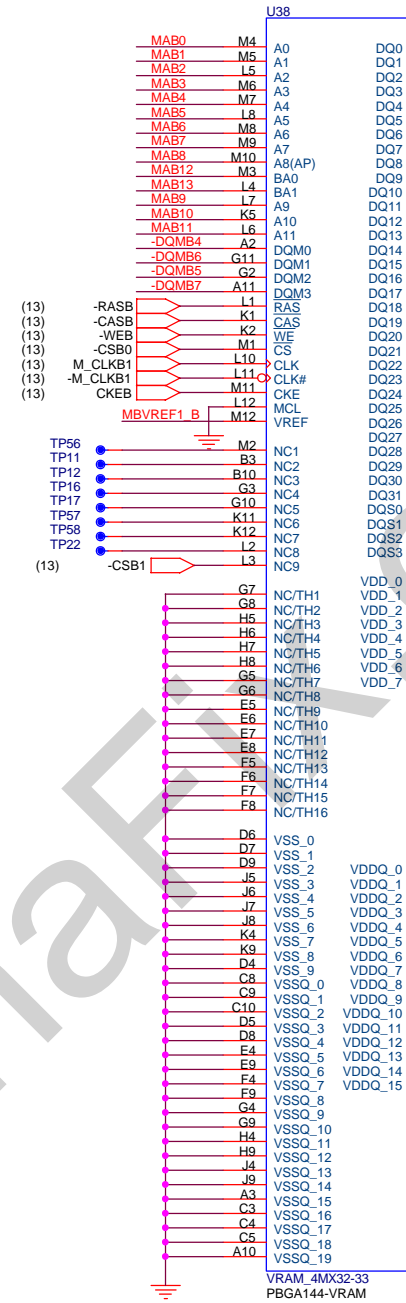 U38
MAB0 M4 A0 DQ0
MAB1 M5 A1 DQ1
MAB2 L5 A2 DQ2
MAB3 M6 A3 DQ3
MAB4 M7 A4 DQ4
MAB5 L8 A5 DQ5
MAB6 M8 A6 DQ6
MAB7 M9 A7 DQ7
MAB8 M10 A8(AP) DQ8
MAB12 M3 BA0 DQ9
MAB13 L4 BA1 DQ10
MAB9 L7 A9 DQ11
MAB10 K5 A10 DQ12
MAB11 L6 A11 DQ13
-DQMB4 A2 DQM0 DQ14
-DQMB6 G11 DQM1 DQ15
-DQMB5 G2 DQM2 DQ16
-DQMB7 A11 DQM3 DQ17
(13) -RASB L1 RAS DQ18
(13) -CASB K1 CAS DQ19
(13) -WEB K2 WE DQ20
(13) -CSB0 M1 CS DQ21
(13) M_CLKB1 L10 CLK DQ22
(13) -M_CLKB1 L11 CLK# DQ23
(13) CKEB M11 CKE DQ24
L12 MCL DQ25
MBVREF1_B M12 VREF DQ26
DQ27
TP56 M2 NC1 DQ28
TP11 B3 NC2 DQ29
TP12 B10 NC3 DQ30
TP16 G3 NC4 DQ31
TP17 G10 NC5 DQS0
TP57 K11 NC6 DQS1
TP58 K12 NC7 DQS2
TP22 L2 NC8 DQS3
(13) -CSB1 L3 NC9
VDD_0
G7 NC/TH1 VDD_1
G8 NC/TH2 VDD_2
H5 NC/TH3 VDD_3
H6 NC/TH4 VDD_4
H7 NC/TH5 VDD_5
H8 NC/TH6 VDD_6
G5 NC/TH7 VDD_7
G6 NC/TH8
E5 NC/TH9
E6 NC/TH10
E7 NC/TH11
E8 NC/TH12
F5 NC/TH13
F6 NC/TH14
F7 NC/TH15
F8 NC/TH16
D6 VSS_0
D7 VSS_1
D9 VSS_2 VDDQ_0
J5 VSS_3 VDDQ_1
J6 VSS_4 VDDQ_2
J7 VSS_5 VDDQ_3
J8 VSS_6 VDDQ_4
K4 VSS_7 VDDQ_5
K9 VSS_8 VDDQ_6
D4 VSS_9 VDDQ_7
C8 VSSQ_0 VDDQ_8
C9 VSSQ_1 VDDQ_9
C10 VSSQ_2 VDDQ_10
D5 VSSQ_3 VDDQ_11
D8 VSSQ_4 VDDQ_12
E4 VSSQ_5 VDDQ_13
E9 VSSQ_6 VDDQ_14
F4 VSSQ_7 VDDQ_15
F9 VSSQ_8
G4 VSSQ_9
G9 VSSQ_10
H4 VSSQ_11
H9 VSSQ_12
J4 VSSQ_13
J9 VSSQ_14
A3 VSSQ_15
C3 VSSQ_16
C4 VSSQ_17
C5 VSSQ_18
A10 VSSQ_19
VRAM_4MX32-33
PBGA144-VRAM